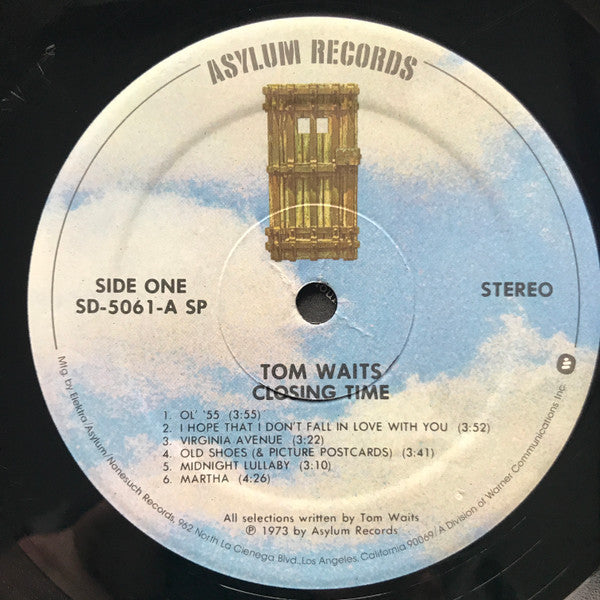 ASYLUM RECORDS
SIDE ONE
SD-5061-A SP
STEREO
TOM WAITS
CLOSING TIME
1. OL' '55 (3:55)
2. I HOPE THAT I DON'T FALL IN LOVE WITH YOU (3:52)
3. VIRGINIA AVENUE (3:22)
4. OLD SHOES (& PICTURE POSTCARDS) (3:41)
5. MIDNIGHT LULLABY (3:10)
6. MARTHA (4:26)
All selections written by Tom Waits
℗ 1973 by Asylum Records
Mfg. by Elektra/Asylum/Nonesuch Records, 962 North La Cienega Blvd., Los Angeles, California 90069/A Division of Warner Communications Inc.